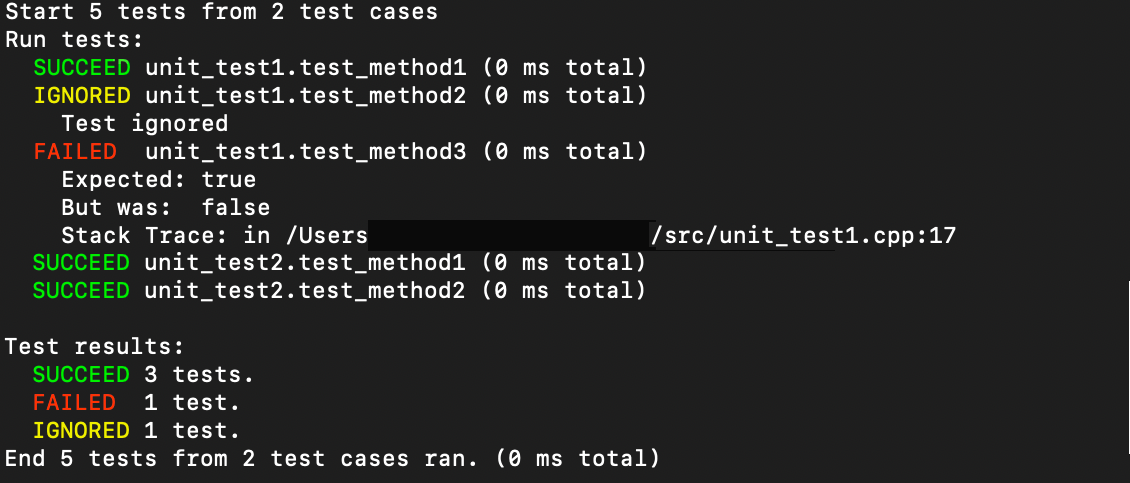 Start 5 tests from 2 test cases
Run tests:
  SUCCEED unit_test1.test_method1 (0 ms total)
  IGNORED unit_test1.test_method2 (0 ms total)
    Test ignored
  FAILED  unit_test1.test_method3 (0 ms total)
    Expected: true
    But was:  false
    Stack Trace: in /Users /src/unit_test1.cpp:17
  SUCCEED unit_test2.test_method1 (0 ms total)
  SUCCEED unit_test2.test_method2 (0 ms total)

Test results:
  SUCCEED 3 tests.
  FAILED  1 test.
  IGNORED 1 test.
End 5 tests from 2 test cases ran. (0 ms total)